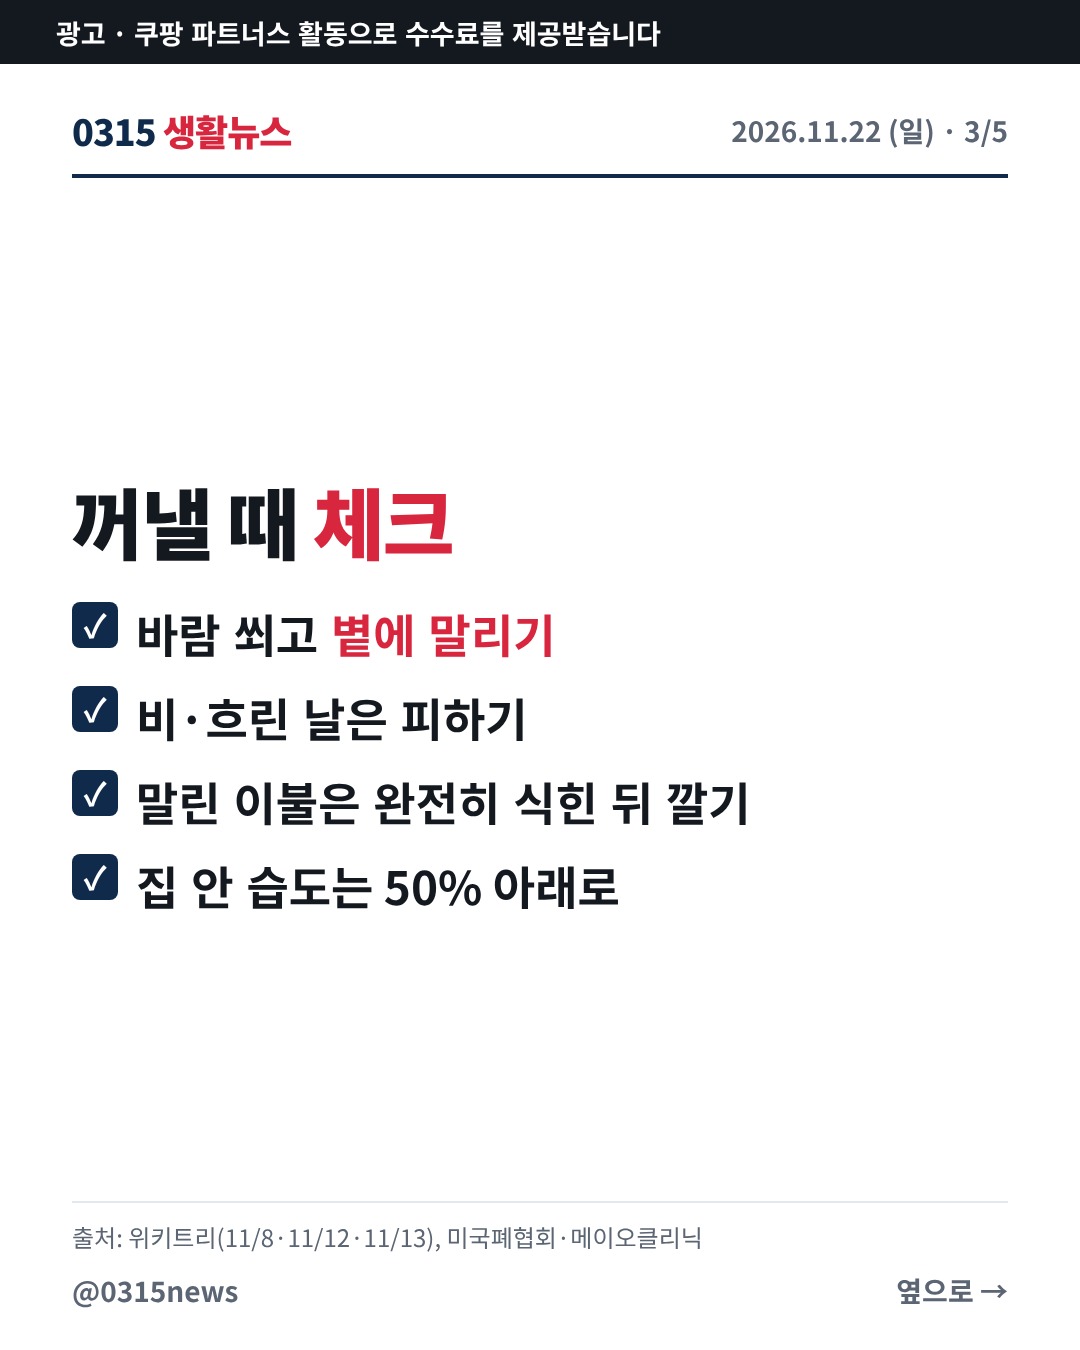 광고 · 쿠팡 파트너스 활동으로 수수료를 제공받습니다
0315 생활뉴스
2026.11.22 (일) · 3/5
꺼낼 때 체크
✓ 바람 쐬고 볕에 말리기
✓ 비·흐린 날은 피하기
✓ 말린 이불은 완전히 식힌 뒤 깔기
✓ 집 안 습도는 50% 아래로
출처: 위키트리(11/8·11/12·11/13), 미국폐협회·메이오클리닉
@0315news
옆으로 →